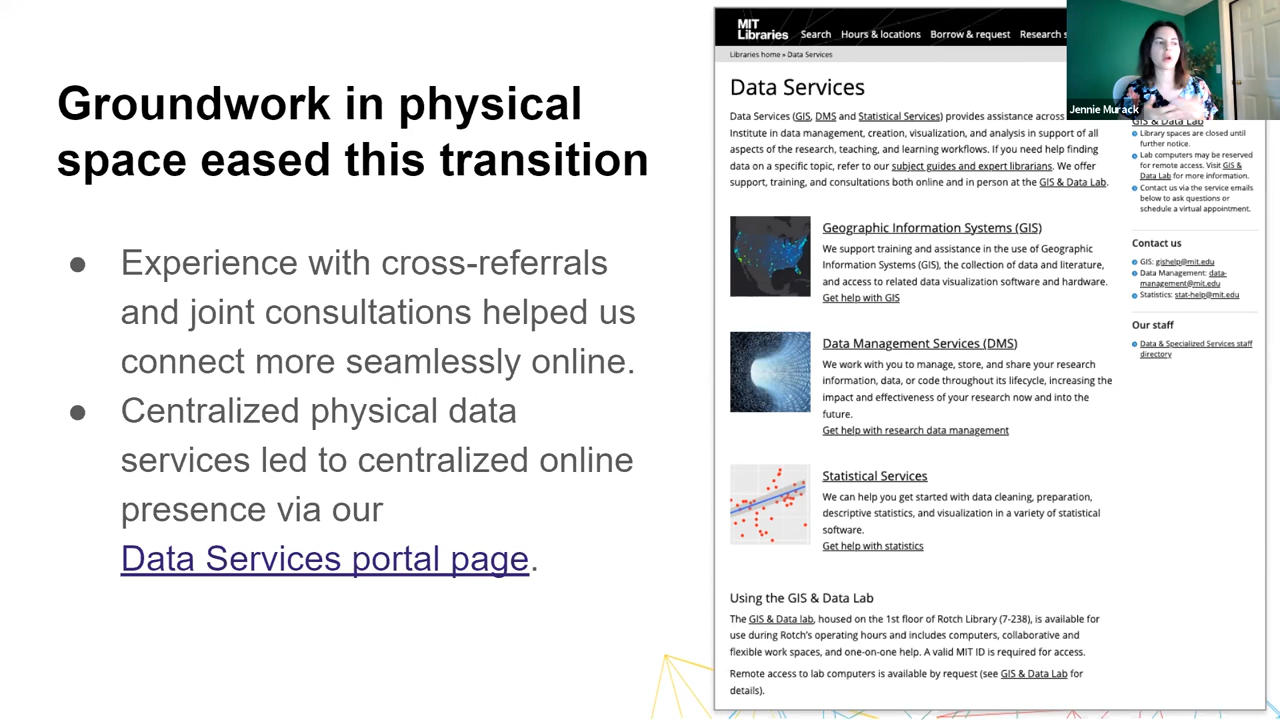 Groundwork in physical
space eased this transition
● Experience with cross-referrals
and joint consultations helped us
connect more seamlessly online.
● Centralized physical data
services led to centralized online
presence via our
Data Services portal page.
MIT
Libraries
Search Hours & locations Borrow & request Research s
Libraries home » Data Services
Data Services
Data Services (GIS, DMS and Statistical Services) provides assistance across
Institute in data management, creation, visualization, and analysis in support of all
aspects of the research, teaching, and learning workflows. If you need help finding
data on a specific topic, refer to our subject guides and expert librarians. We offer
support, training, and consultations both online and in person at the GIS & Data Lab.
Geographic Information Systems (GIS)
We support training and assistance in the use of Geographic
Information Systems (GIS), the collection of data and literature,
and access to related data visualization software and hardware.
Get help with GIS
Data Management Services (DMS)
We work with you to manage, store, and share your research
information, data, or code throughout its lifecycle, increasing the
impact and effectiveness of your research now and into the
future.
Get help with research data management
Statistical Services
We can help you get started with data cleaning, preparation,
descriptive statistics, and visualization in a variety of statistical
software.
Get help with statistics
Using the GIS & Data Lab
The GIS & Data lab, housed on the 1st floor of Rotch Library (7-238), is available for
use during Rotch's operating hours and includes computers, collaborative and
flexible work spaces, and one-on-one help. A valid MIT ID is required for access.
Remote access to lab computers is available by request (see GIS & Data Lab for
details).
Jennie Murack
GIS & Data Lab
Library spaces are closed until
further notice.
Lab computers may be reserved
for remote access. Visit GIS &
Data Lab for more information.
Contact us via the service emails
below to ask questions or
schedule a virtual appointment.
Contact us
GIS: gishelp@mit.edu
Data Management: data-
management@mit.edu
Statistics: stat-help@mit.edu
Our staff
Data & Specialized Services staff
directory